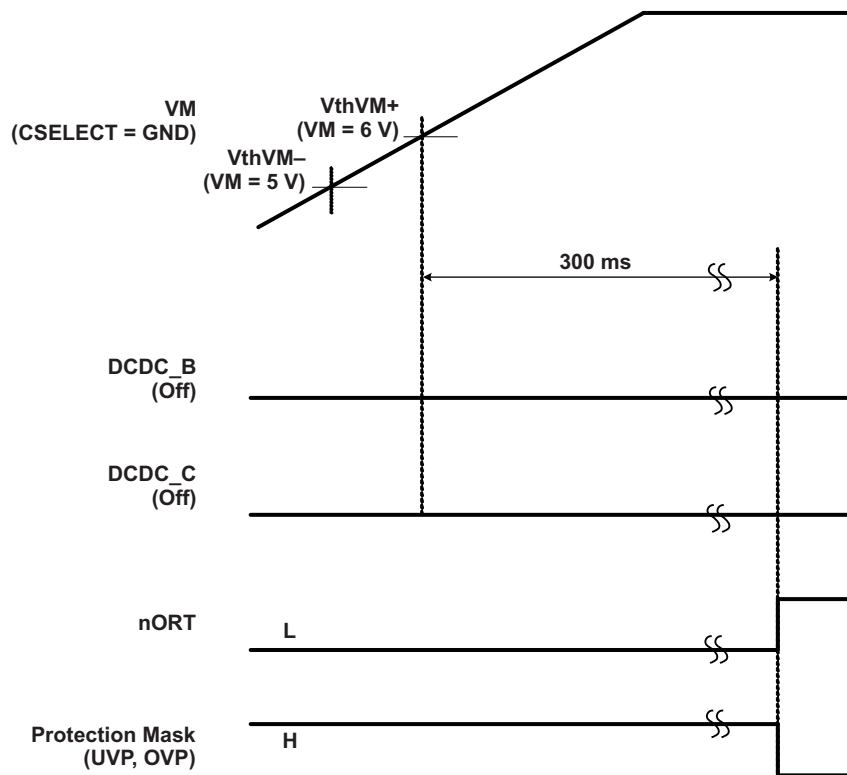 VM
(CSELECT = GND)
VthVM+
(VM = 6 V)
VthVM–
(VM = 5 V)
300 ms
DCDC_B
(Off)
DCDC_C
(Off)
nORT
L
Protection Mask
(UVP, OVP)
H